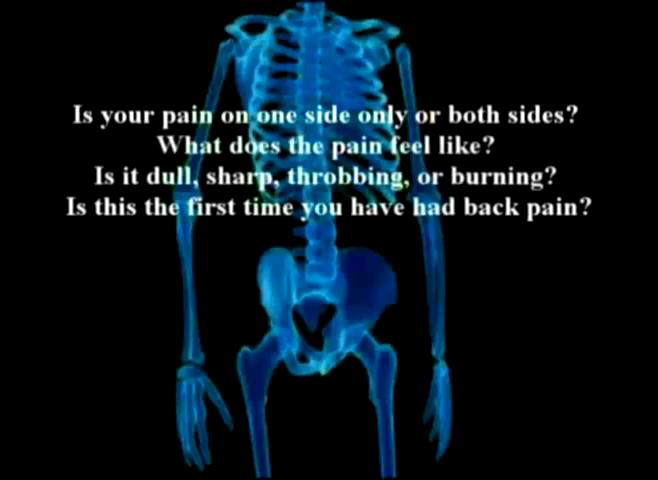 Is your pain on one side only or both sides?
What does the pain feel like?
Is it dull, sharp, throbbing, or burning?
Is this the first time you have had back pain?